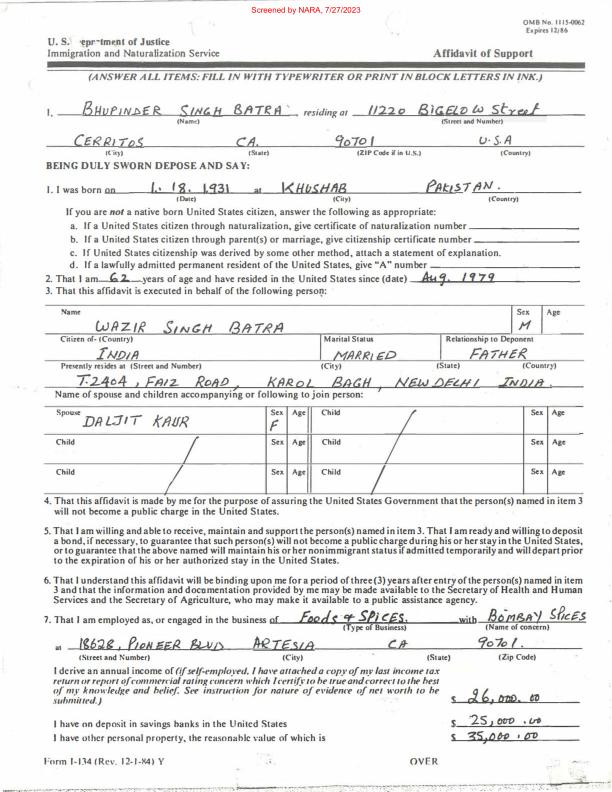 Screened by NARA, 7/27/2023
OMB No. 1115-0062
Expires 12/86
U. S. epartment of Justice
Immigration and Naturalization Service Affidavit of Support
(ANSWER ALL ITEMS: FILL IN WITH TYPEWRITER OR PRINT IN BLOCK LETTERS IN INK.)
1. BHUPINDER SINGH BATRA residing at 11220 BIGELOW Street
(Name) (Street and Number)
CERRITOS CA. 90701 U.S.A
(City) (State) (ZIP Code if in U.S.) (Country)
BEING DULY SWORN DEPOSE AND SAY:
1. I was born on 1. 18. 1931 at KHUSHAB PAKISTAN.
(Date) (City) (Country)
If you are not a native born United States citizen, answer the following as appropriate:
a. If a United States citizen through naturalization, give certificate of naturalization number
b. If a United States citizen through parent(s) or marriage, give citizenship certificate number
c. If United States citizenship was derived by some other method, attach a statement of explanation.
d. If a lawfully admitted permanent resident of the United States, give "A" number
2. That I am 62 years of age and have resided in the United States since (date) Aug. 1979
3. That this affidavit is executed in behalf of the following person:
Name Sex Age
WAZIR SINGH BATRA M
Citizen of- (Country) Marital Status Relationship to Deponent
INDIA MARRIED FATHER
Presently resides at (Street and Number) (City) (State) (Country)
T-2404, FAIZ ROAD, KAROL BAGH, NEW DELHI INDIA.
Name of spouse and children accompanying or following to join person:
Spouse Sex Age Child Sex Age
DALJIT KAUR F
Child Sex Age Child Sex Age
Child Sex Age Child Sex Age
4. That this affidavit is made by me for the purpose of assuring the United States Government that the person(s) named in item 3
will not become a public charge in the United States.
5. That I am willing and able to receive, maintain and support the person(s) named in item 3. That I am ready and willing to deposit
a bond, if necessary, to guarantee that such person(s) will not become a public charge during his or her stay in the United States,
or to guarantee that the above named will maintain his or her nonimmigrant status if admitted temporarily and will depart prior
to the expiration of his or her authorized stay in the United States.
6. That I understand this affidavit will be binding upon me for a period of three (3) years after entry of the person(s) named in item
3 and that the information and documentation provided by me may be made available to the Secretary of Health and Human
Services and the Secretary of Agriculture, who may make it available to a public assistance agency.
7. That I am employed as, or engaged in the business of Foods & SPICES. with BOMBAY SPICES
(Type of Business) (Name of concern)
at 18628, PIONEER BLVD ARTESIA CA 90701.
(Street and Number) (City) (State) (Zip Code)
I derive an annual income of (if self-employed, I have attached a copy of my last income tax
return or report of commercial rating concern which I certify to be true and correct to the best
of my knowledge and belief. See instruction for nature of evidence of net worth to be
submitted.) $ 26,000.00
I have on deposit in savings banks in the United States $ 25,000.00
I have other personal property, the reasonable value of which is $ 35,000.00
Form I-134 (Rev. 12-1-84) Y OVER